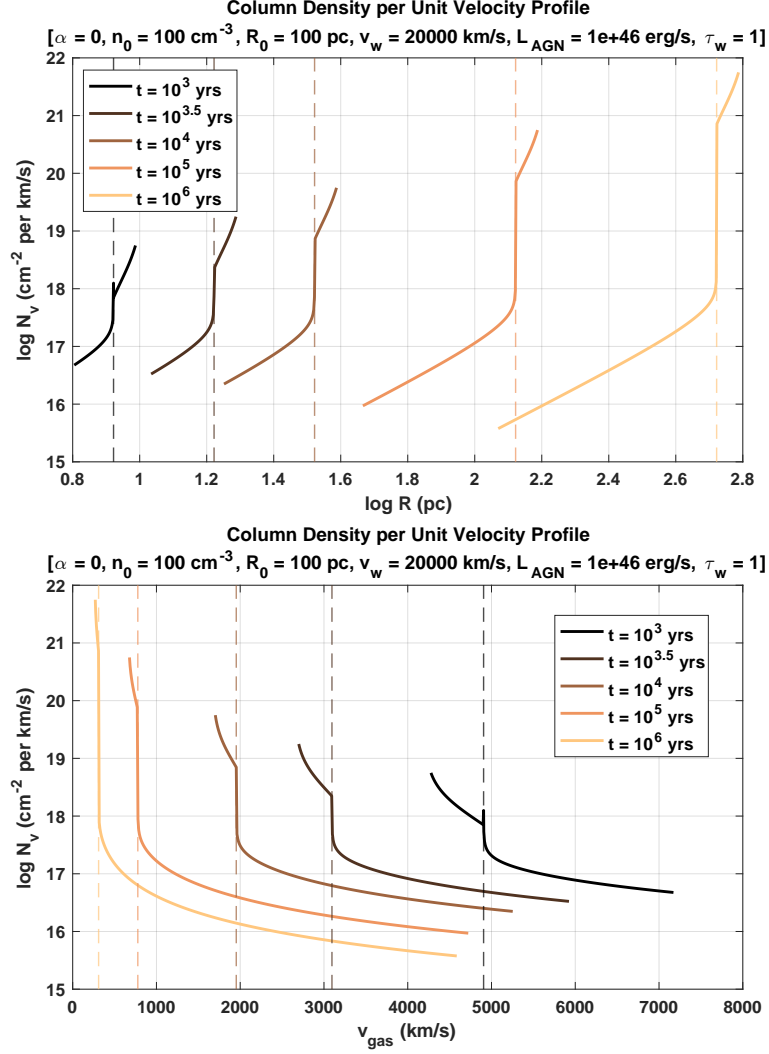 Column Density per Unit Velocity Profile
[α = 0, n0 = 100 cm-3, R0 = 100 pc, vw = 20000 km/s, LAGN = 1e+46 erg/s, τw = 1]
22
21
20
19
18
17
16
15
log Nv (cm-2 per km/s)
t = 10^3 yrs
t = 10^3.5 yrs
t = 10^4 yrs
t = 10^5 yrs
t = 10^6 yrs
0.8 1 1.2 1.4 1.6 1.8 2 2.2 2.4 2.6 2.8
log R (pc)
Column Density per Unit Velocity Profile
[α = 0, n0 = 100 cm-3, R0 = 100 pc, vw = 20000 km/s, LAGN = 1e+46 erg/s, τw = 1]
22
21
20
19
18
17
16
15
log Nv (cm-2 per km/s)
t = 10^3 yrs
t = 10^3.5 yrs
t = 10^4 yrs
t = 10^5 yrs
t = 10^6 yrs
0 1000 2000 3000 4000 5000 6000 7000 8000
vgas (km/s)